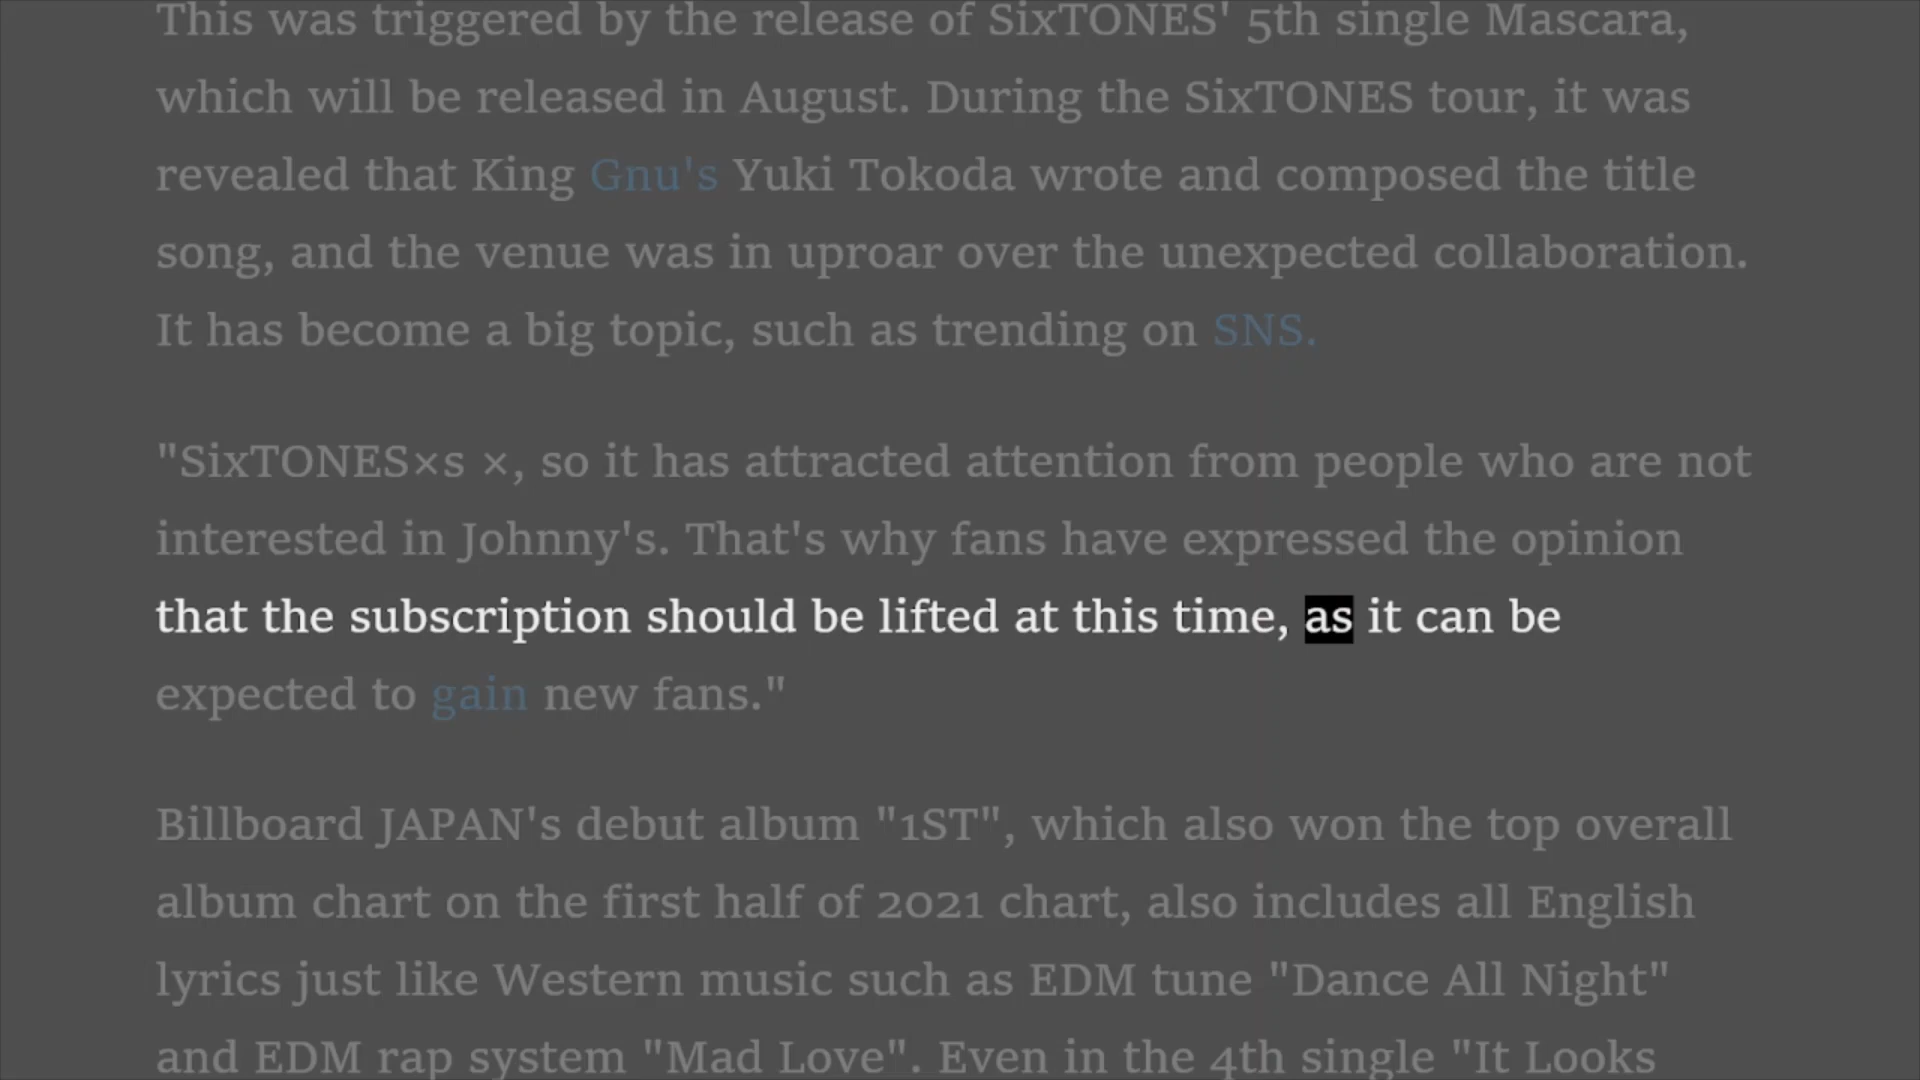 This was triggered by the release of SixTONES' 5th single Mascara,
which will be released in August. During the SixTONES tour, it was
revealed that King Gnu's Yuki Tokoda wrote and composed the title
song, and the venue was in uproar over the unexpected collaboration.
It has become a big topic, such as trending on SNS.
"SixTONES×s ×, so it has attracted attention from people who are not
interested in Johnny's. That's why fans have expressed the opinion
that the subscription should be lifted at this time, as it can be
expected to gain new fans."
Billboard JAPAN's debut album "1ST", which also won the top overall
album chart on the first half of 2021 chart, also includes all English
lyrics just like Western music such as EDM tune "Dance All Night"
and EDM rap system "Mad Love". Even in the 4th single "It Looks